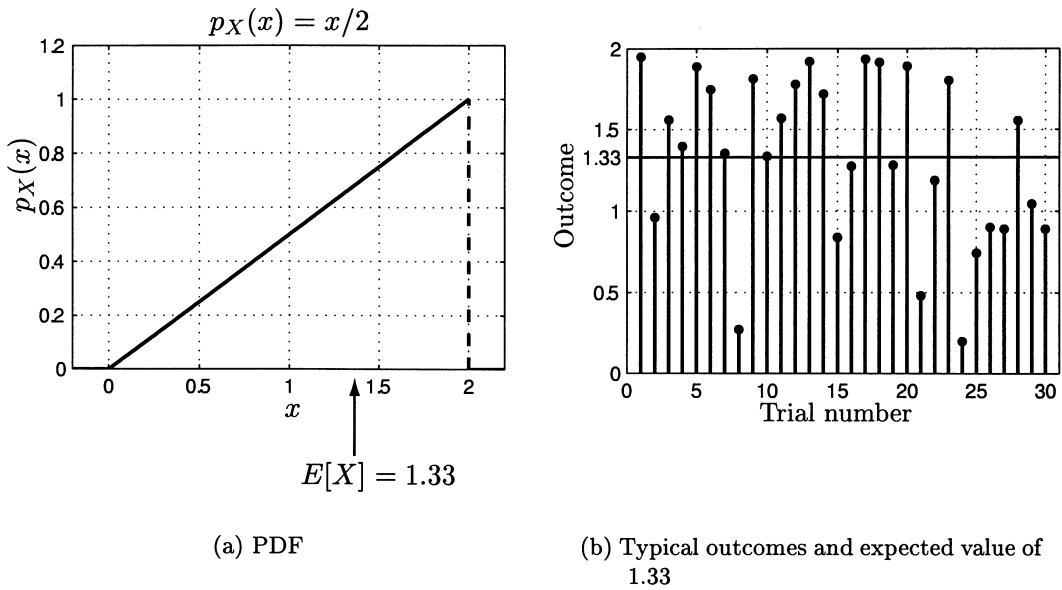 p_X(x) = x/2
1.2
1
0.8
0.6
0.4
0.2
0
p_X(x)
0 0.5 1 1.5 2
x
E[X] = 1.33
(a) PDF
2
1.5
1.33
1
0.5
0
Outcome
0 5 10 15 20 25 30
Trial number
(b) Typical outcomes and expected value of
1.33